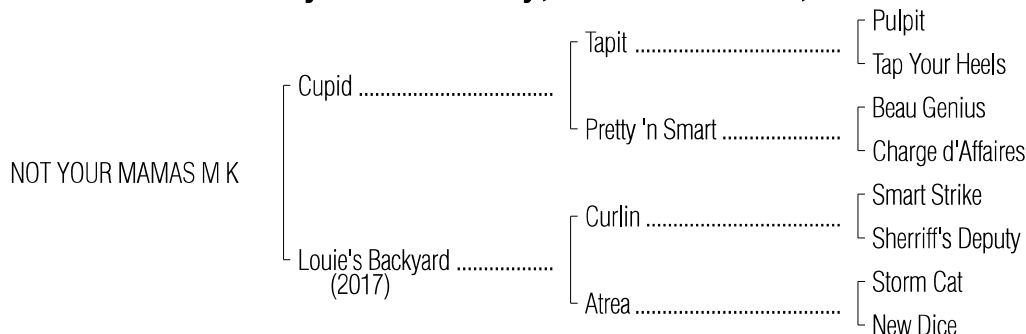 Pulpit
Tapit ........................................
Tap Your Heels
Cupid ......................................
Beau Genius
Pretty 'n Smart .......................
Charge d'Affaires
NOT YOUR MAMAS M K
Smart Strike
Curlin ......................................
Sherriff's Deputy
Louie's Backyard ...................
(2017)
Storm Cat
Atrea ........................................
New Dice